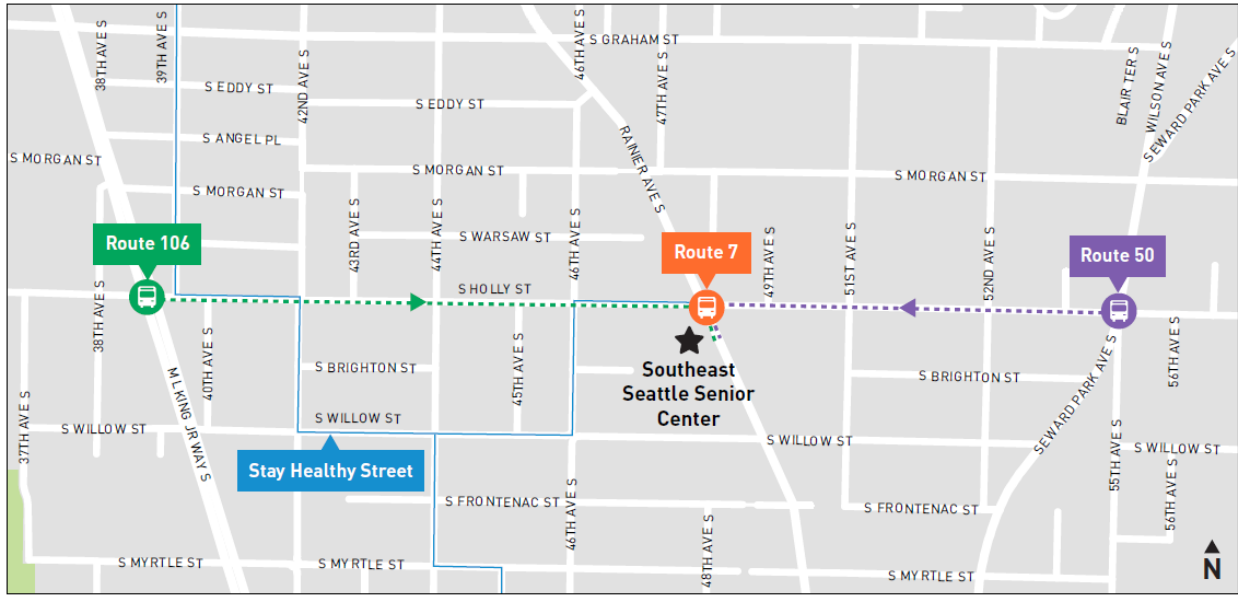 38TH AVE S
39TH AVE S
42ND AVE S
46TH AVE S
S GRAHAM ST
47TH AVE S
BLAIR TER S
WILSON AVE S
SEWARD PARK AVE S
S EDDY ST
S EDDY ST
S ANGEL PL
RAINIER AVE S
S MORGAN ST
S MORGAN ST
S MORGAN ST
S MORGAN ST
43RD AVE S
44TH AVE S
S WARSAW ST
46TH AVE S
49TH AVE S
51ST AVE S
52ND AVE S
Route 106
Route 7
Route 50
S HOLLY ST
38TH AVE S
40TH AVE S
45TH AVE S
S BRIGHTON ST
Southeast
Seattle Senior
Center
S BRIGHTON ST
SEWARD PARK AVE S
56TH AVE S
37TH AVE S
S WILLOW ST
M L KING JR WAY S
S WILLOW ST
S WILLOW ST
S WILLOW ST
Stay Healthy Street
55TH AVE S
56TH AVE S
S FRONTENAC ST
46TH AVE S
48TH AVE S
S FRONTENAC ST
S MYRTLE ST
S MYRTLE ST
S MYRTLE ST
N